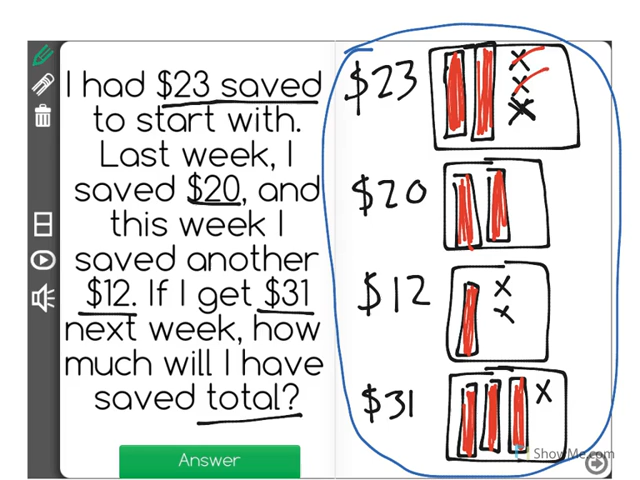 I had $23 saved
to start with.
Last week, I
saved $20, and
this week I
saved another
$12. If I get $31
next week, how
much will I have
saved total?
Answer
$23
$20
$12
$31
ShowMe.com